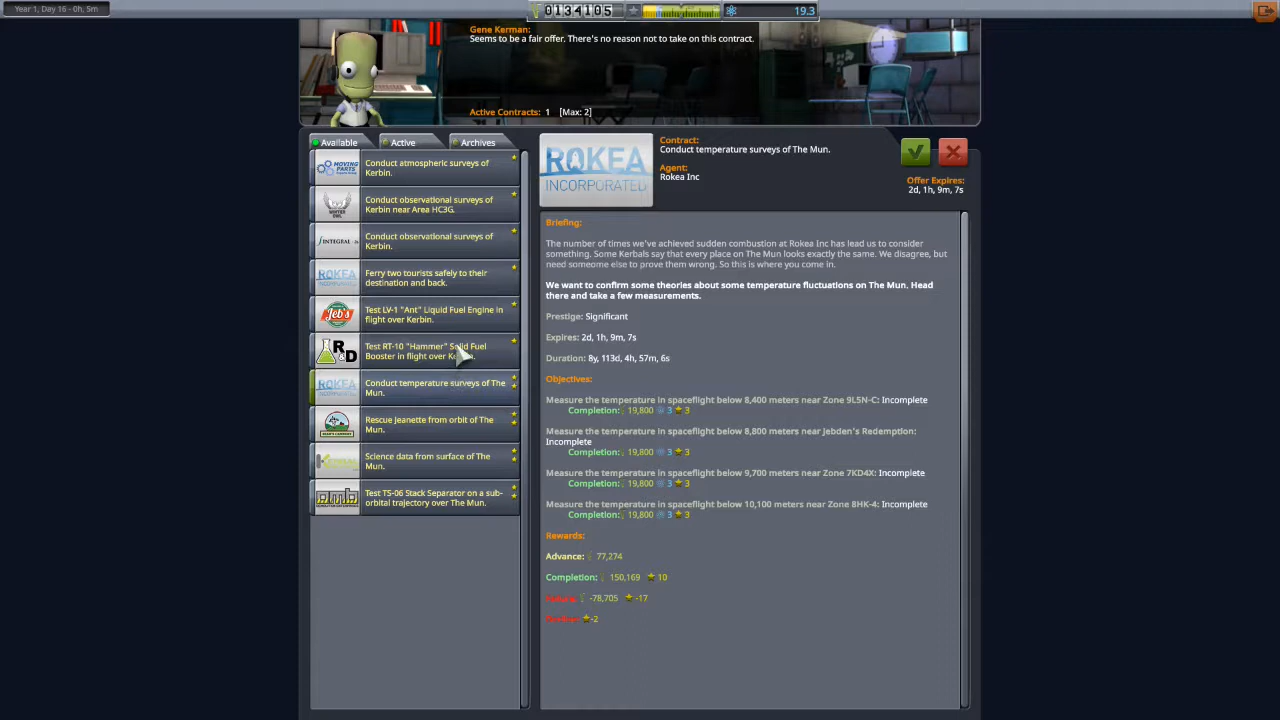 Year 1, Day 16 - 0h, 5m
0134105
19.3
Gene Kerman:
Seems to be a fair offer. There's no reason not to take on this contract.
Active Contracts: 1 [Max: 2]
Available
Active
Archives
MOVING PARTS
Conduct atmospheric surveys of
Kerbin.
WINTER OWL
Conduct observational surveys of
Kerbin near Area HC3G.
INTEGRAL
Conduct observational surveys of
Kerbin.
ROKEA
Ferry two tourists safely to their
destination and back.
Jeb's
Test LV-1 "Ant" Liquid Fuel Engine in
flight over Kerbin.
R&D
Test RT-10 "Hammer" Solid Fuel
Booster in flight over
ROKEA
Conduct temperature surveys of The
Mun.
Rescue Jeanette from orbit of The
Mun.
Science data from surface of The
Mun.
Test TS-06 Stack Separator on a sub-
orbital trajectory over The Mun.
ROKEA
INCORPORATED
Contract:
Conduct temperature surveys of The Mun.
Agent:
Rokea Inc
Offer Expires:
2d, 1h, 9m, 7s
Briefing:
The number of times we've achieved sudden combustion at Rokea Inc has lead us to consider
something. Some Kerbals say that every place on The Mun looks exactly the same. We disagree, but
need someone else to prove them wrong. So this is where you come in.
We want to confirm some theories about some temperature fluctuations on The Mun. Head
there and take a few measurements.
Prestige: Significant
Expires: 2d, 1h, 9m, 7s
Duration: 8y, 113d, 4h, 57m, 6s
Objectives:
Measure the temperature in spaceflight below 8,400 meters near Zone 9L5N-C: Incomplete
Completion: 19,800 3 3
Measure the temperature in spaceflight below 8,800 meters near Jebden's Redemption:
Incomplete
Completion: 19,800 3 3
Measure the temperature in spaceflight below 9,700 meters near Zone 7KD4X: Incomplete
Completion: 19,800 3 3
Measure the temperature in spaceflight below 10,100 meters near Zone 8HK-4: Incomplete
Completion: 19,800 3 3
Rewards:
Advance: 77,274
Completion: 150,169 10
-78,705 -17
-2